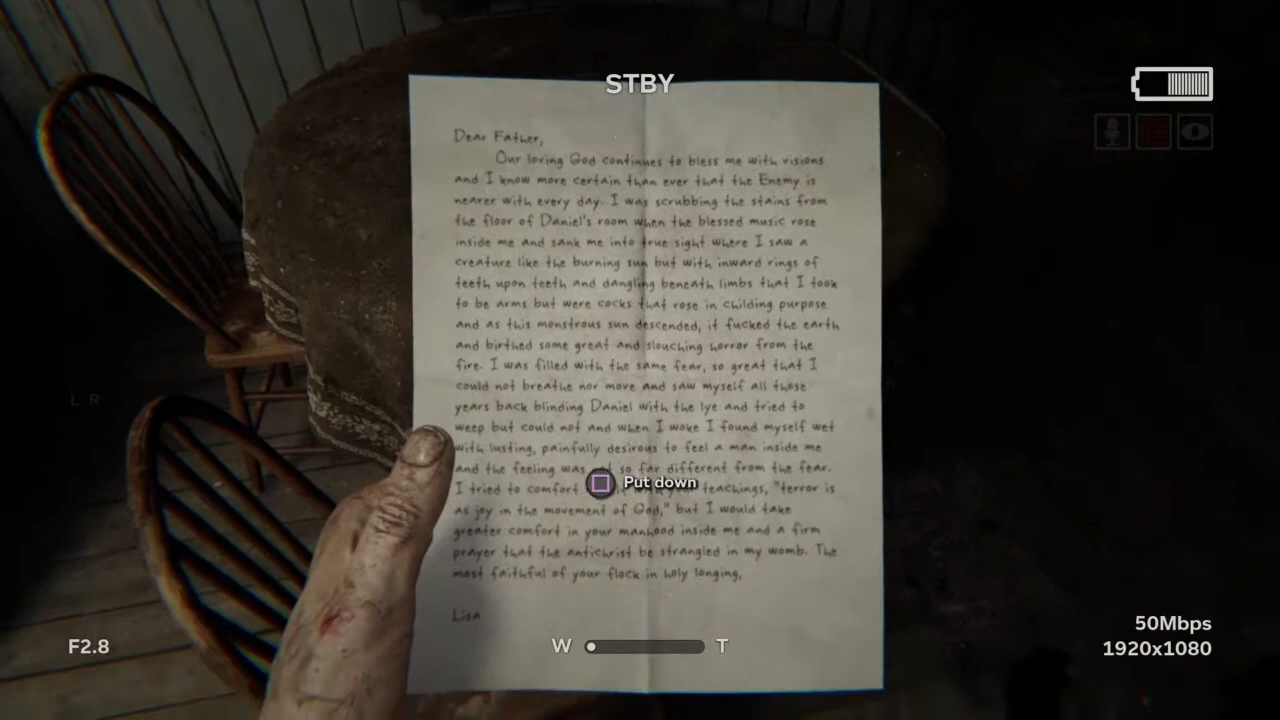 STBY
Dear Father,
Our loving God continues to bless me with visions
and I know more certain than ever that the Enemy is
nearer with every day. I was scrubbing the stains from
the floor of Daniel's room when the blessed music rose
inside me and sank me into true sight where I saw a
creature like the burning sun but with inward rings of
teeth upon teeth and dangling beneath limbs that I took
to be arms but were cocks that rose in childing purpose
and as this monstrous sun descended, it fucked the earth
and birthed some great and slouching horror from the
fire. I was filled with the same fear, so great that I
could not breathe nor move and saw myself all those
years back blinding Daniel with the lye and tried to
weep but could not and when I woke I found myself wet
with lusting, painfully desirous to feel a man inside me
and the feeling was so far different from the fear.
Put down
I tried to comfort your teachings, "terror is
as joy in the movement of God," but I would take
greater comfort in your manhood inside me and a firm
prayer that the antichrist be strangled in my womb. The
most faithful of your flock in holy longing,
Lisa
L R
F2.8
W T
50Mbps
1920x1080